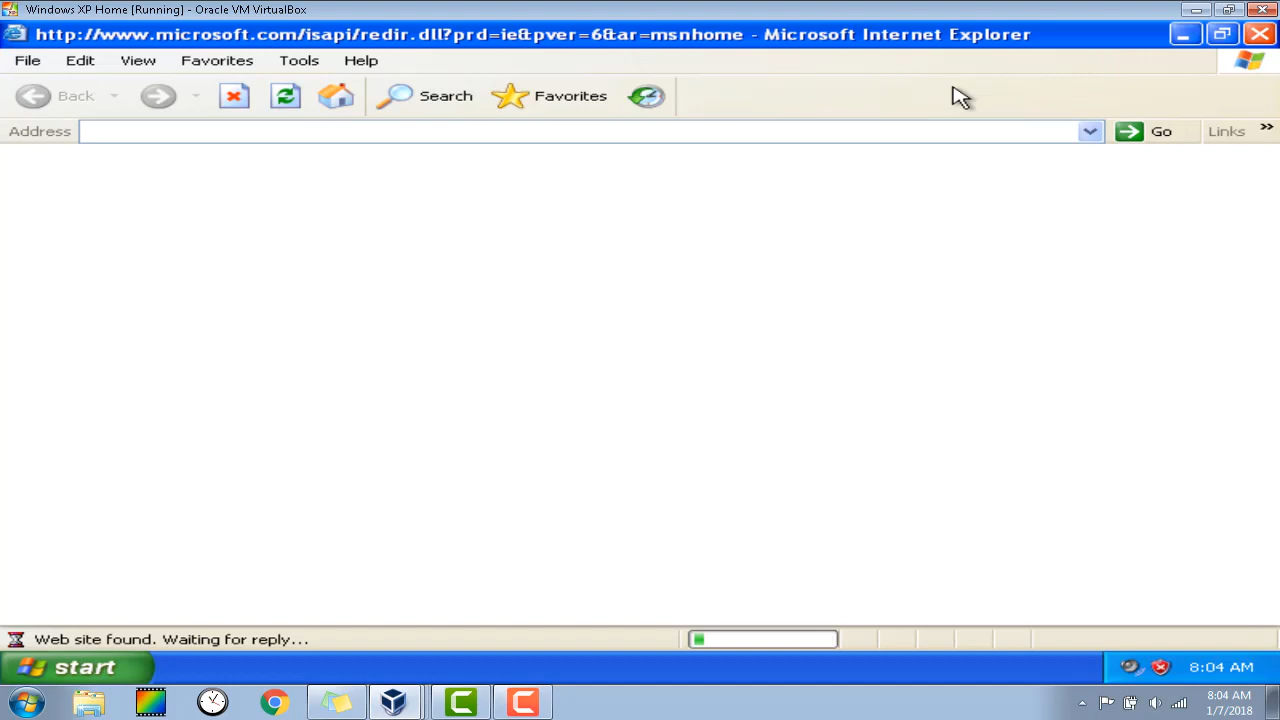 Windows XP Home [Running] - Oracle VM VirtualBox
http://www.microsoft.com/isapi/redir.dll?prd=ie&pver=6&ar=msnhome - Microsoft Internet Explorer
File Edit View Favorites Tools Help
Back Search Favorites
Address Go Links »
Web site found. Waiting for reply...
start 8:04 AM
8:04 AM
1/7/2018